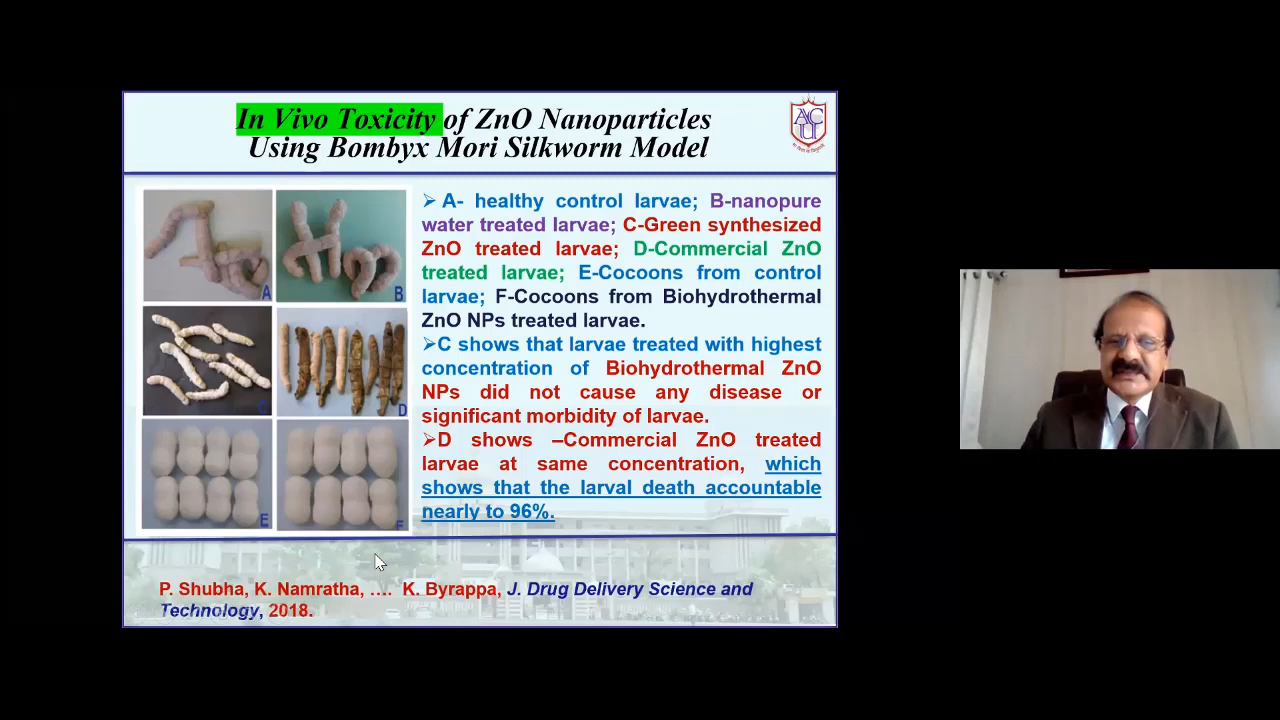 In Vivo Toxicity of ZnO Nanoparticles
Using Bombyx Mori Silkworm Model
ACU
A
B
C
D
E
F
➢ A- healthy control larvae; B-nanopure
water treated larvae; C-Green synthesized
ZnO treated larvae; D-Commercial ZnO
treated larvae; E-Cocoons from control
larvae; F-Cocoons from Biohydrothermal
ZnO NPs treated larvae.
➢C shows that larvae treated with highest
concentration of Biohydrothermal ZnO
NPs did not cause any disease or
significant morbidity of larvae.
➢D shows –Commercial ZnO treated
larvae at same concentration, which
shows that the larval death accountable
nearly to 96%.
P. Shubha, K. Namratha, .... K. Byrappa, J. Drug Delivery Science and
Technology, 2018.